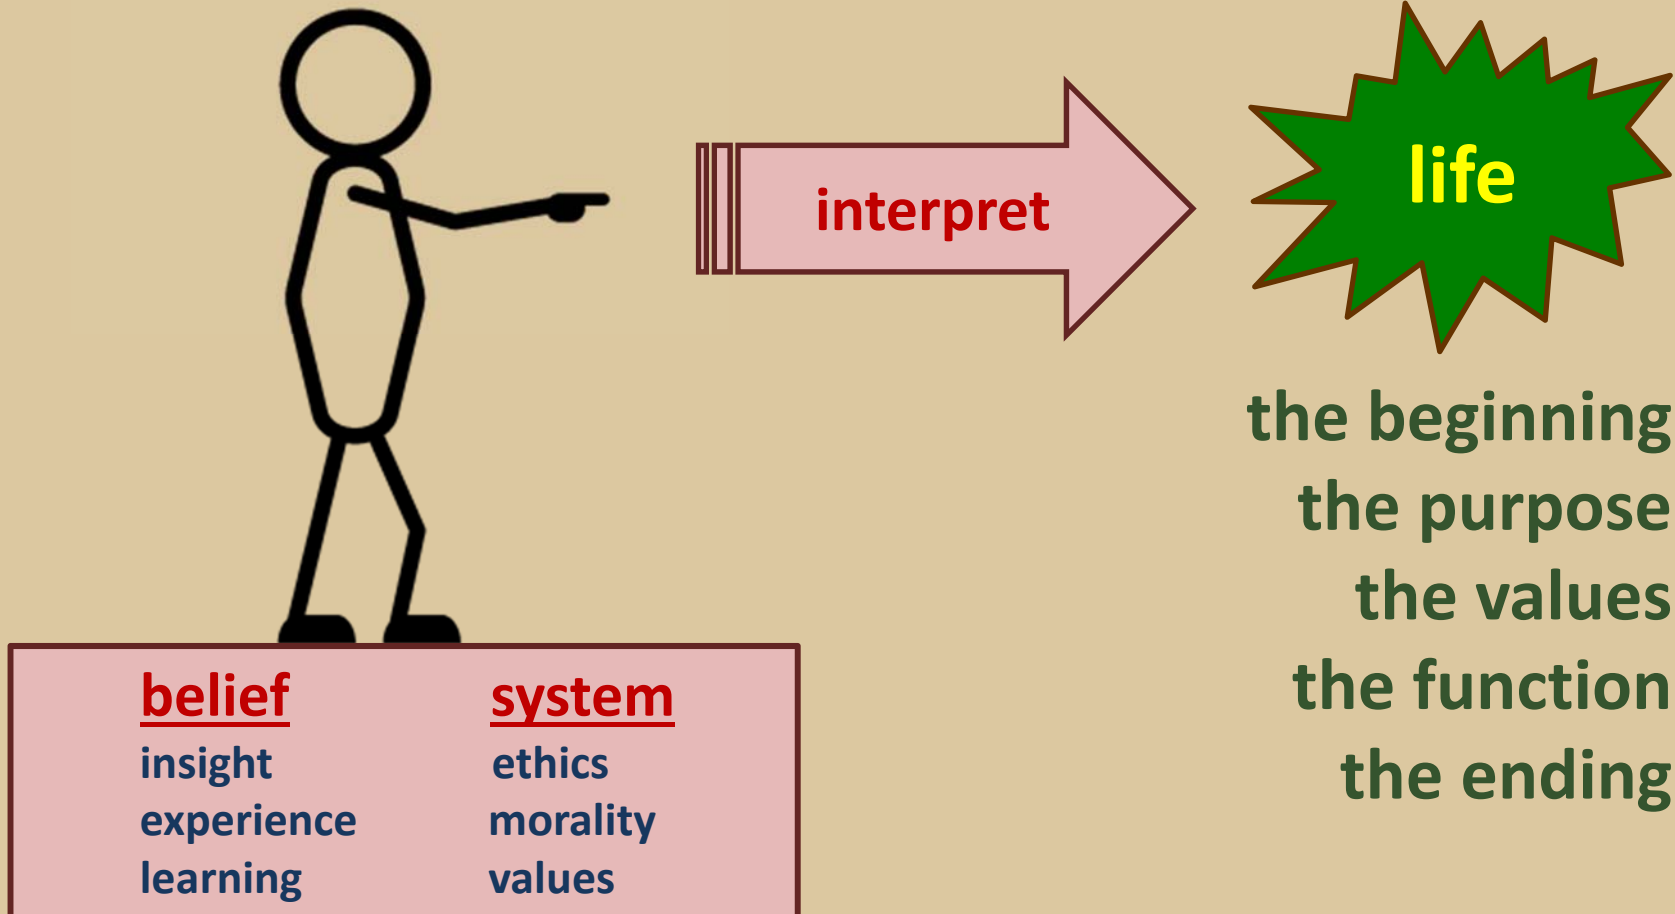 interpret
life
the beginning
the purpose
the values
the function
the ending
belief system
insight ethics
experience morality
learning values